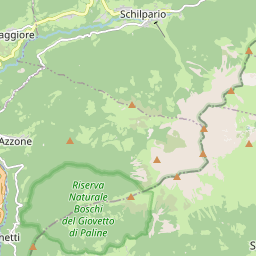 Schilpario
aggiore
Azzone
Riserva
Naturale
Boschi
del Giovetto
di Paline
netti
S